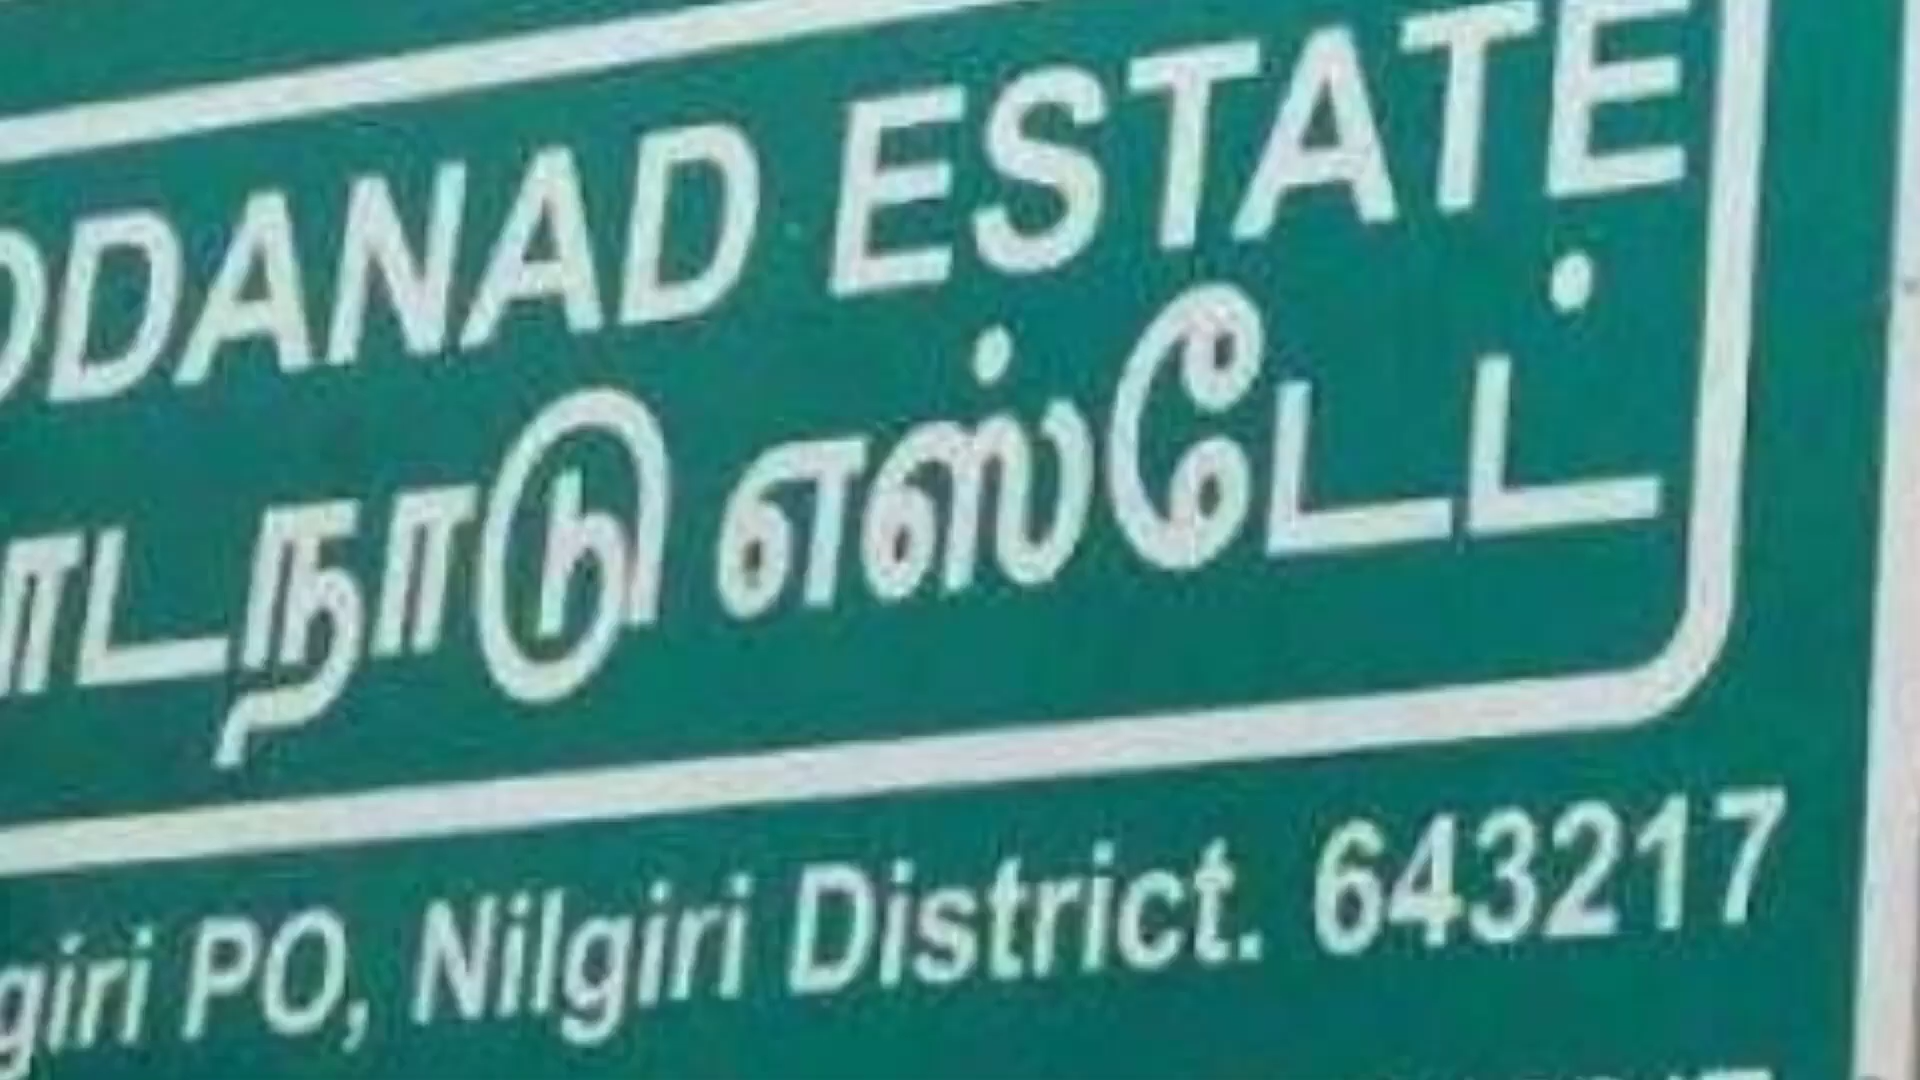 ODANAD ESTATE
ாடநாடு எஸ்டேட்
giri PO, Nilgiri District. 643217